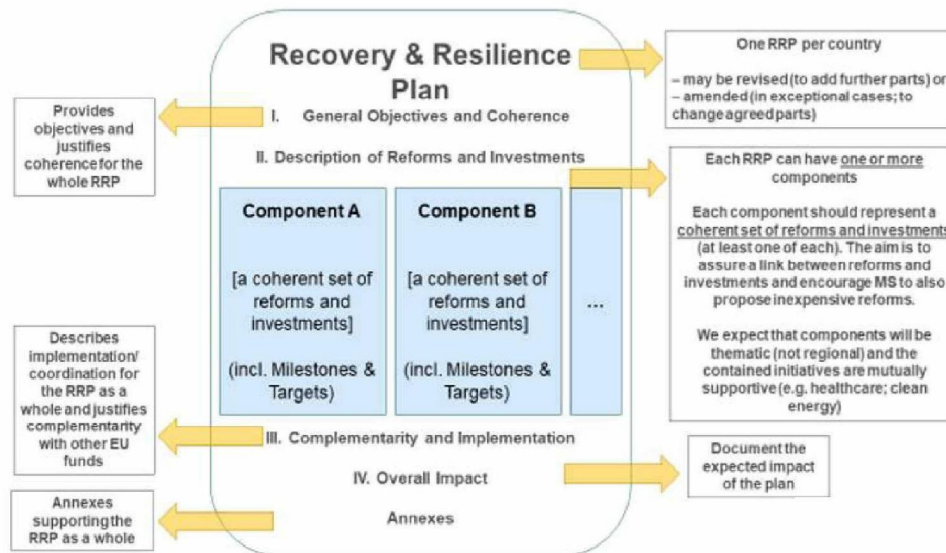 Recovery & Resilience
Plan
I. General Objectives and Coherence
II. Description of Reforms and Investments
Component A
[a coherent set of
reforms and
investments]
(incl. Milestones &
Targets)
Component B
[a coherent set of
reforms and
investments]
(incl. Milestones &
Targets)
...
III. Complementarity and Implementation
IV. Overall Impact
Annexes
Provides
objectives and
justifies
coherence for the
whole RRP
Describes
implementation/
coordination for
the RRP as a
whole and justifies
complementarity
with other EU
funds
Annexes
supporting the
RRP as a whole
One RRP per country
– may be revised (to add further parts) or
– amended (in exceptional cases; to
change agreed parts)
Each RRP can have one or more
components
Each component should represent a
coherent set of reforms and investments
(at least one of each). The aim is to
assure a link between reforms and
investments and encourage MS to also
propose inexpensive reforms.
We expect that components will be
thematic (not regional) and the
contained initiatives are mutually
supportive (e.g. healthcare; clean
energy)
Document the
expected impact
of the plan